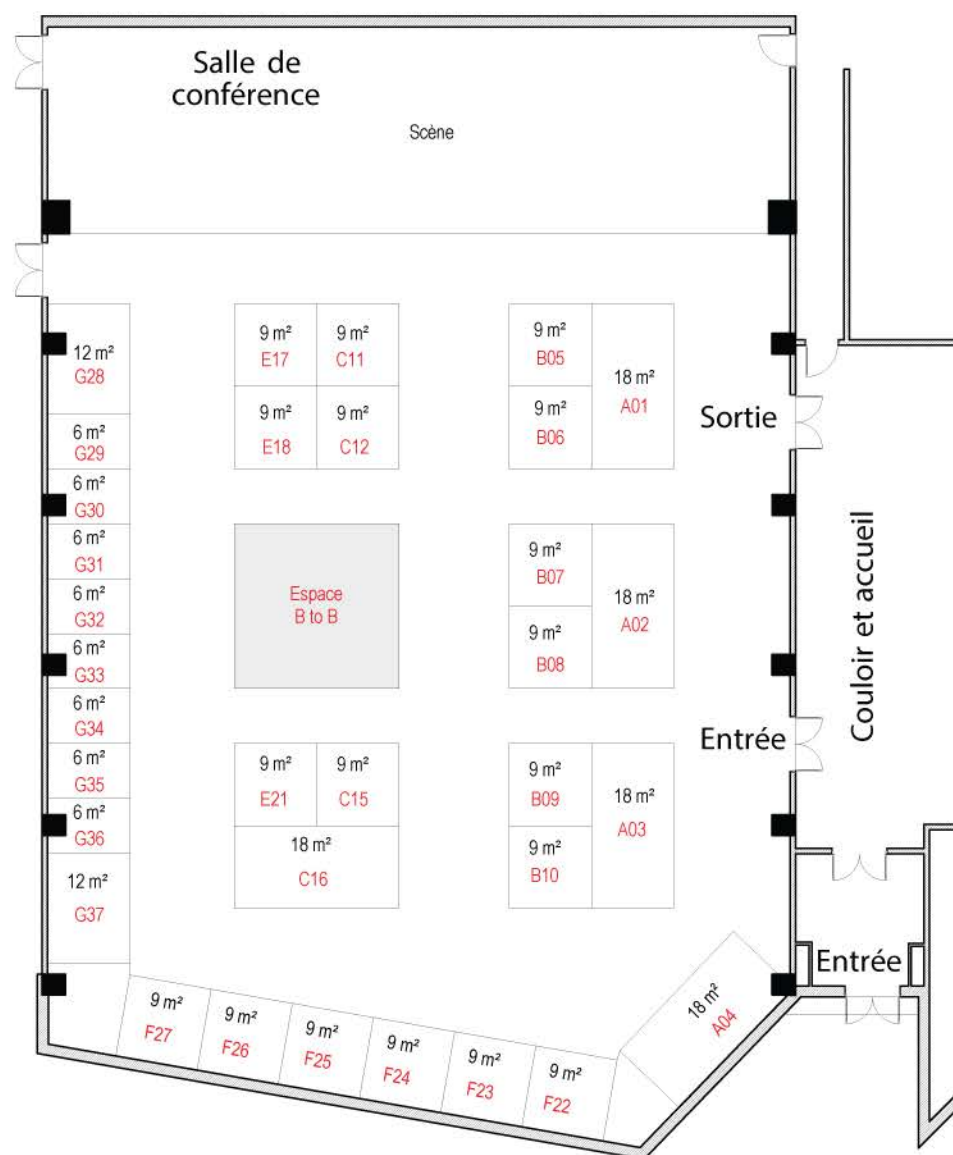 Salle de
conférence
Scène
12 m²
G28
6 m²
G29
6 m²
G30
6 m²
G31
6 m²
G32
6 m²
G33
6 m²
G34
6 m²
G35
6 m²
G36
12 m²
G37
9 m²
E17
9 m²
C11
9 m²
E18
9 m²
C12
Espace
B to B
9 m²
E21
9 m²
C15
18 m²
C16
9 m²
B05
9 m²
B06
18 m²
A01
9 m²
B07
9 m²
B08
18 m²
A02
9 m²
B09
9 m²
B10
18 m²
A03
Sortie
Entrée
Couloir et accueil
Entrée
9 m²
F27
9 m²
F26
9 m²
F25
9 m²
F24
9 m²
F23
9 m²
F22
18 m²
A04